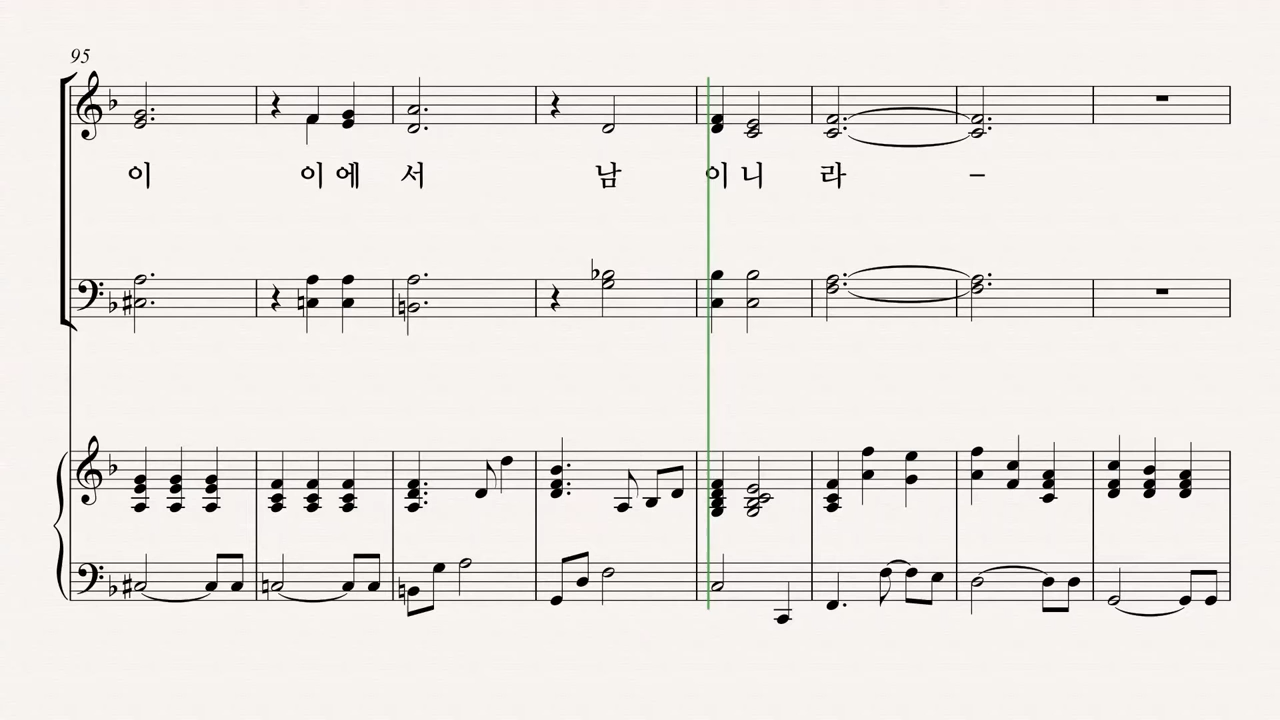 95
이 이 에 서 남 이 니 라 –